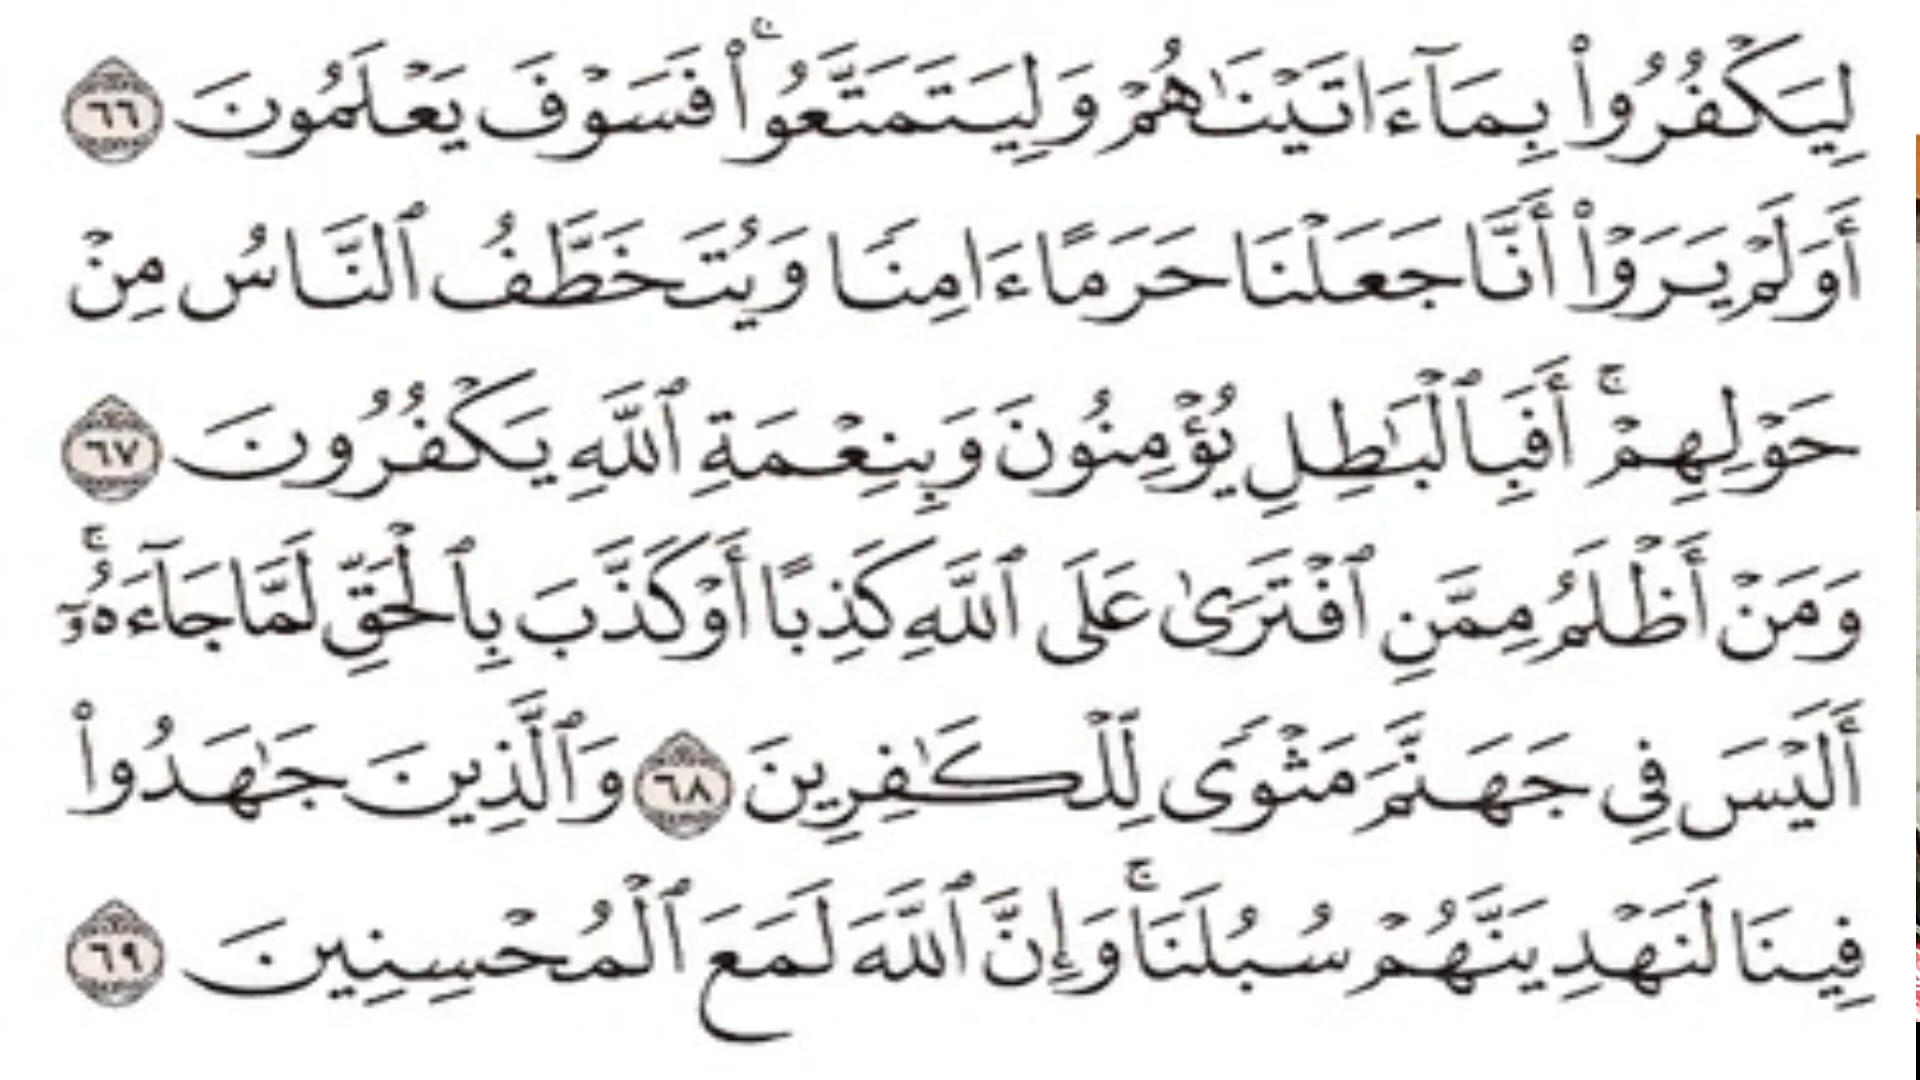 لِيَكۡفُرُواْ بِمَآ ءَاتَيۡنَٰهُمۡ وَلِيَتَمَتَّعُواْۚ فَسَوۡفَ يَعۡلَمُونَ ٦٦
أَوَلَمۡ يَرَوۡاْ أَنَّا جَعَلۡنَا حَرَمًا ءَامِنٗا وَيُتَخَطَّفُ ٱلنَّاسُ مِنۡ
حَوۡلِهِمۡۚ أَفَبِٱلۡبَٰطِلِ يُؤۡمِنُونَ وَبِنِعۡمَةِ ٱللَّهِ يَكۡفُرُونَ ٦٧
وَمَنۡ أَظۡلَمُ مِمَّنِ ٱفۡتَرَىٰ عَلَى ٱللَّهِ كَذِبًا أَوۡ كَذَّبَ بِٱلۡحَقِّ لَمَّا جَآءَهُۥٓۚ
أَلَيۡسَ فِي جَهَنَّمَ مَثۡوٗى لِّلۡكَٰفِرِينَ ٦٨ وَٱلَّذِينَ جَٰهَدُواْ
فِينَا لَنَهۡدِيَنَّهُمۡ سُبُلَنَاۚ وَإِنَّ ٱللَّهَ لَمَعَ ٱلۡمُحۡسِنِينَ ٦٩